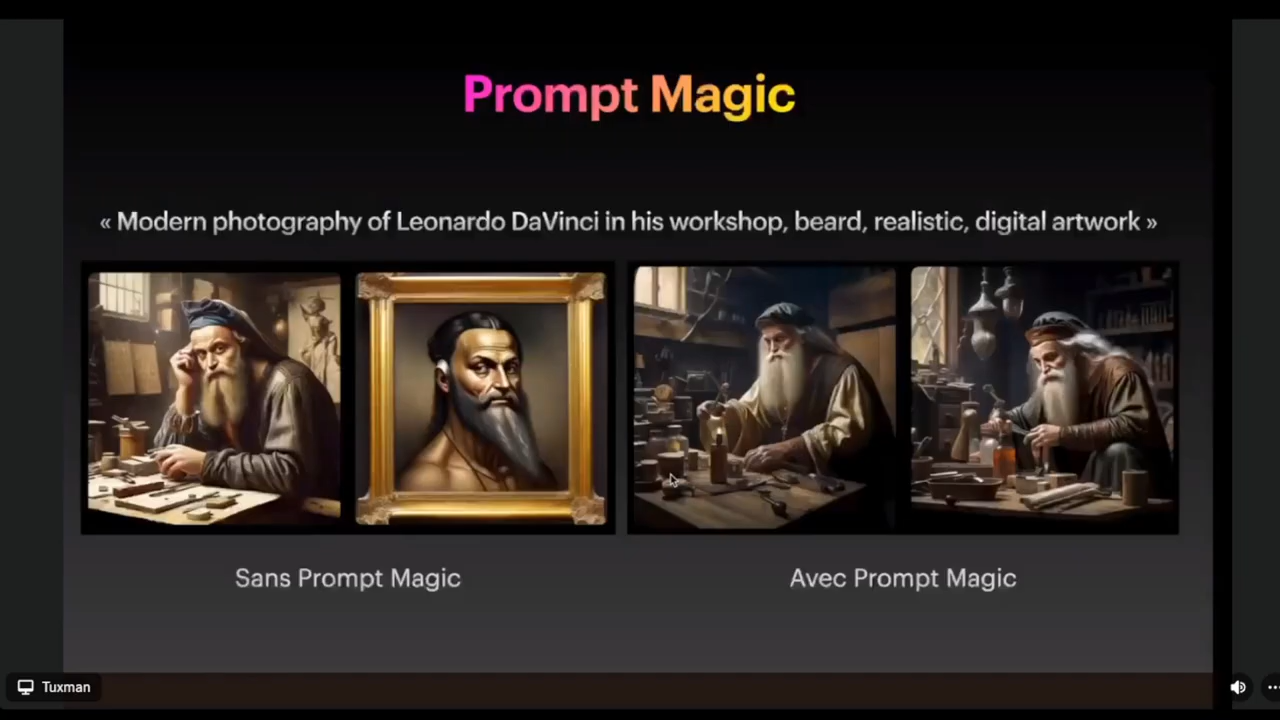 Prompt Magic
« Modern photography of Leonardo DaVinci in his workshop, beard, realistic, digital artwork »
Sans Prompt Magic
Avec Prompt Magic
Tuxman